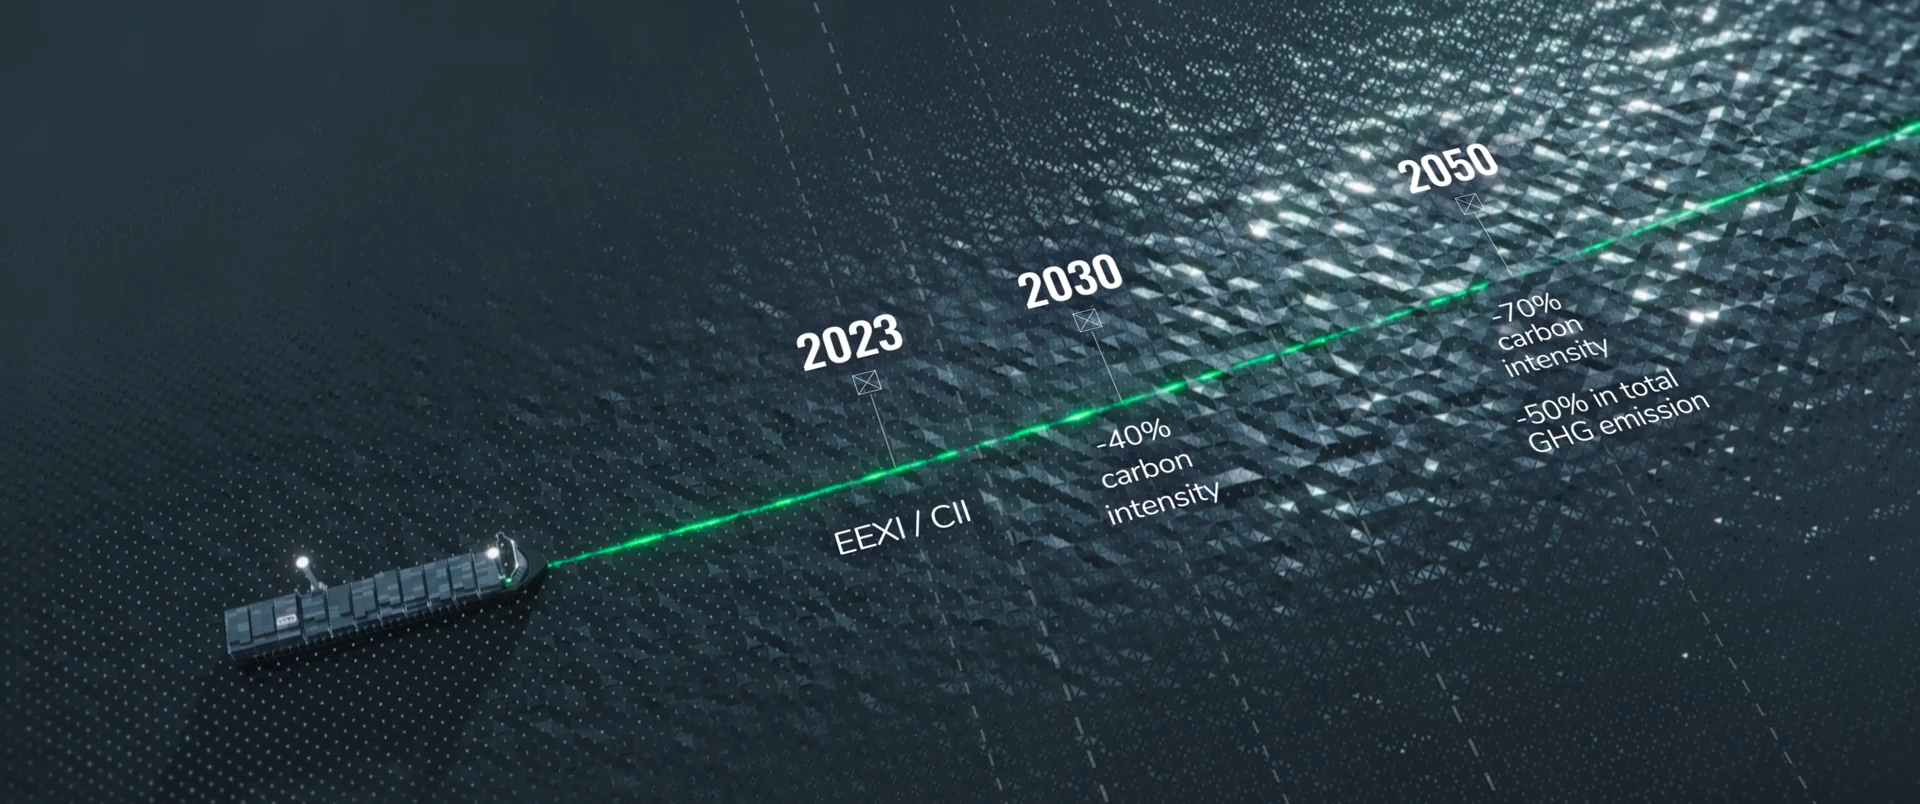 2023
EEXI / CII
2030
-40%
carbon
intensity
2050
-70%
carbon
intensity
-50% in total
GHG emission